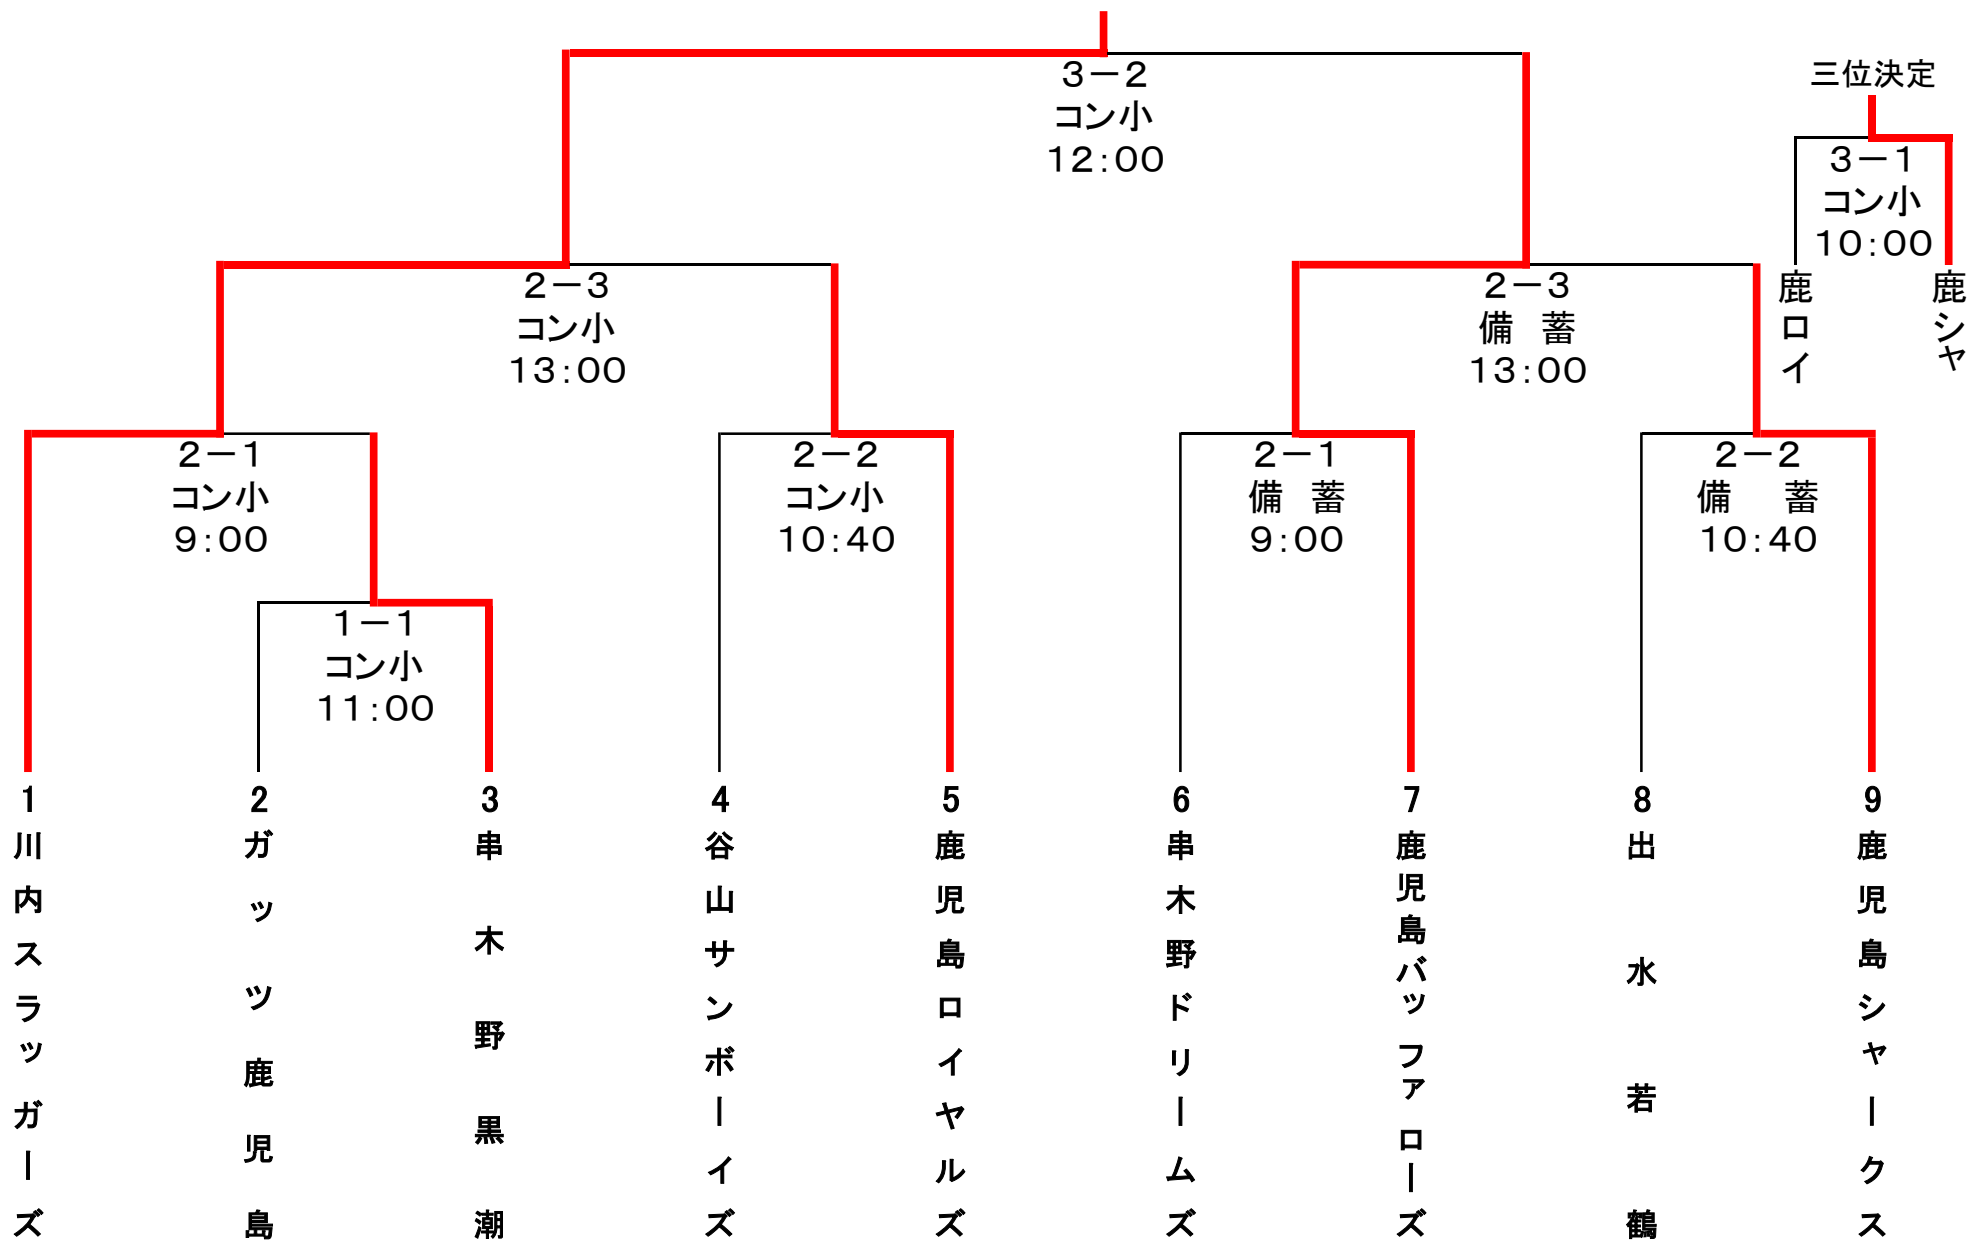 3－2
コン小
12：00
三位決定
3－1
コン小
10：00
鹿ロイ
鹿シャ
2－3
コン小
13：00
2－3
備　蓄
13：00
2－1
コン小
9：00
2－2
コン小
10：40
2－1
備　蓄
9：00
2－2
備　　蓄
10：40
1－1
コン小
11：00
1
川内スラッガーズ
2
ガッツ鹿児島
3
串木野黒潮
4
谷山サンボーイズ
5
鹿児島ロイヤルズ
6
串木野ドリームズ
7
鹿児島バッファローズ
8
出水若鶴
9
鹿児島シャークス